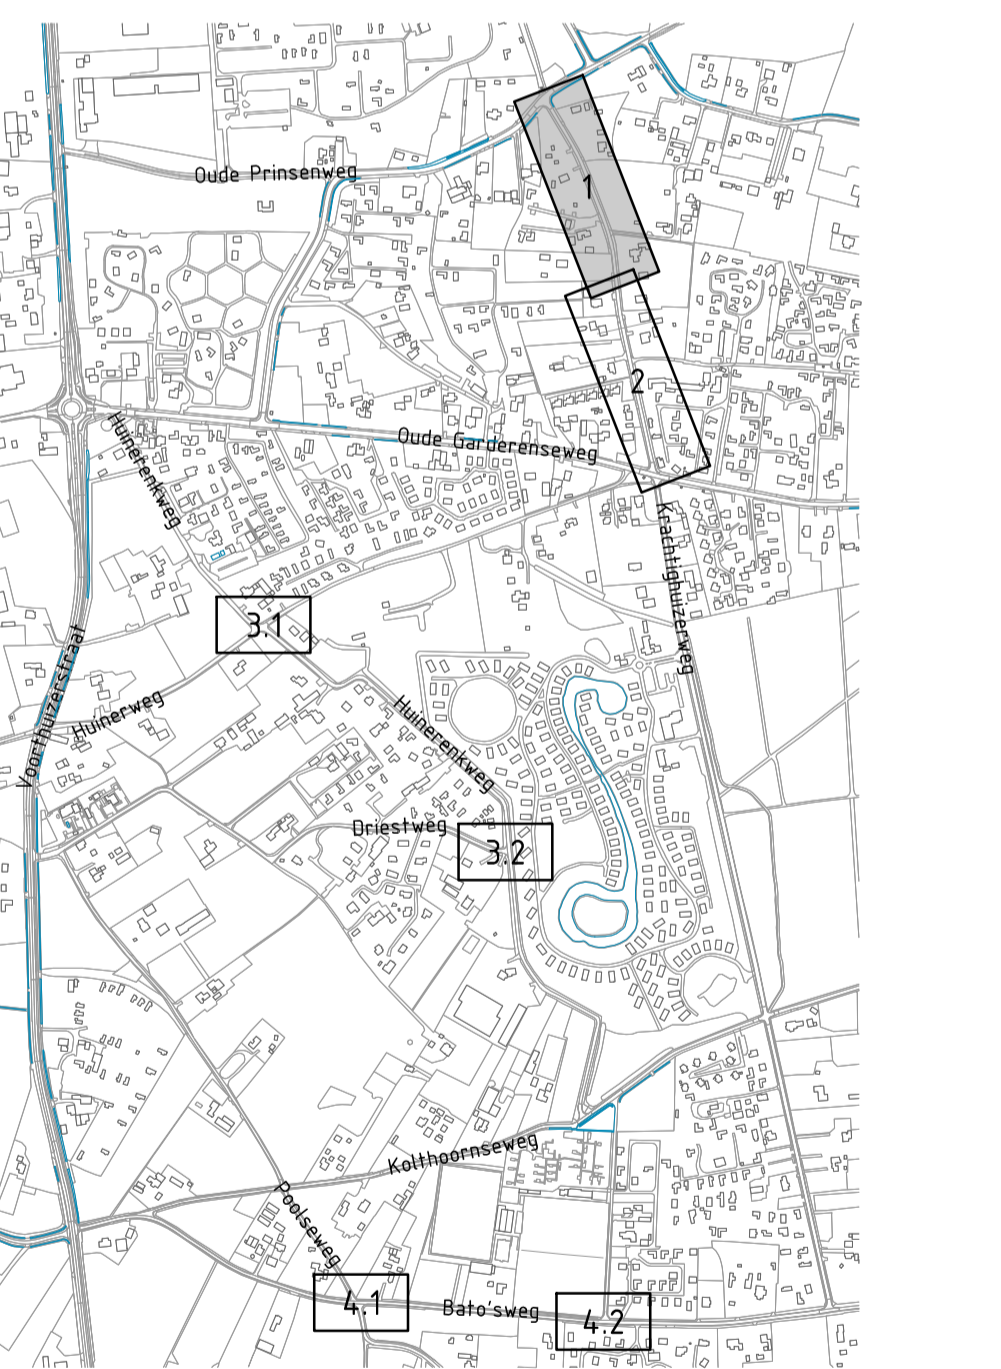 Oude Prinsenweg
1
2
Oude Garderenseweg
Huinerenkweg
Krachtighuizerweg
3.1
Voorthuizerstraat
Huinerweg
Huinerenkweg
Driestweg
3.2
Kolthoornseweg
Poolseweg
4.1
Bato'sweg
4.2